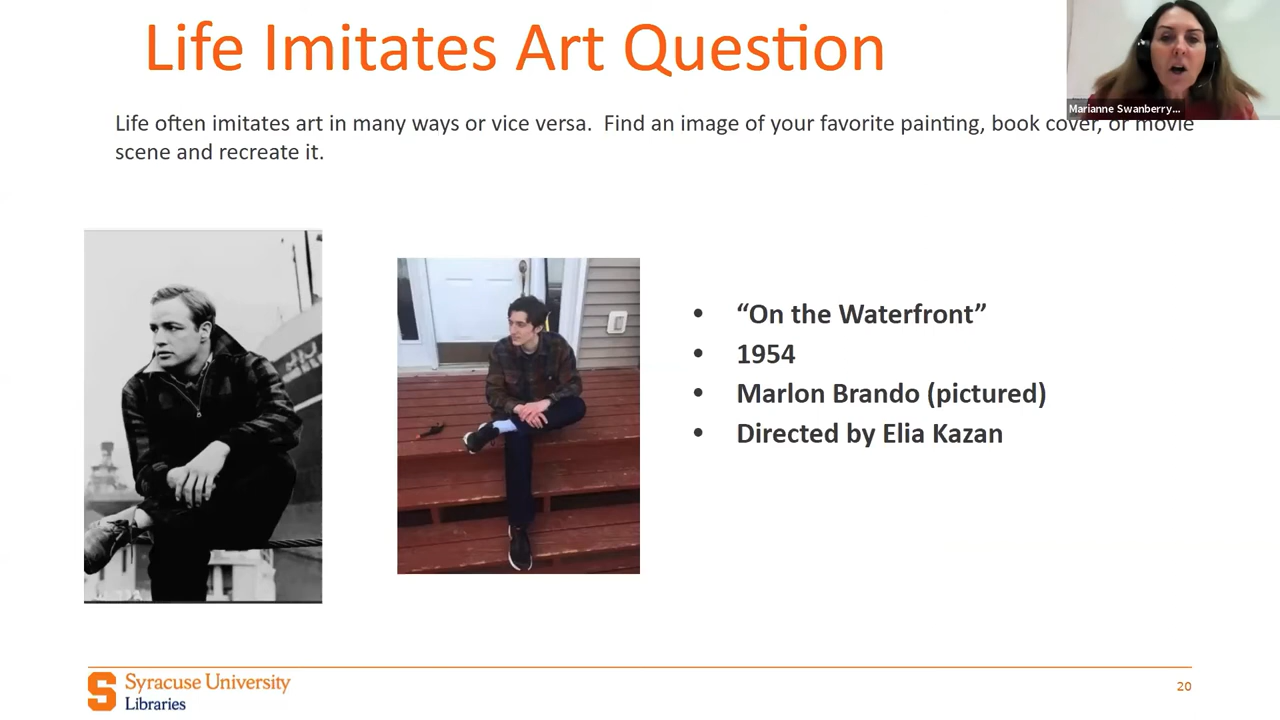 Life Imitates Art Question
Marianne Swanberry...
Life often imitates art in many ways or vice versa. Find an image of your favorite painting, book cover, or movie
scene and recreate it.
• “On the Waterfront”
• 1954
• Marlon Brando (pictured)
• Directed by Elia Kazan
S Syracuse University
Libraries
20